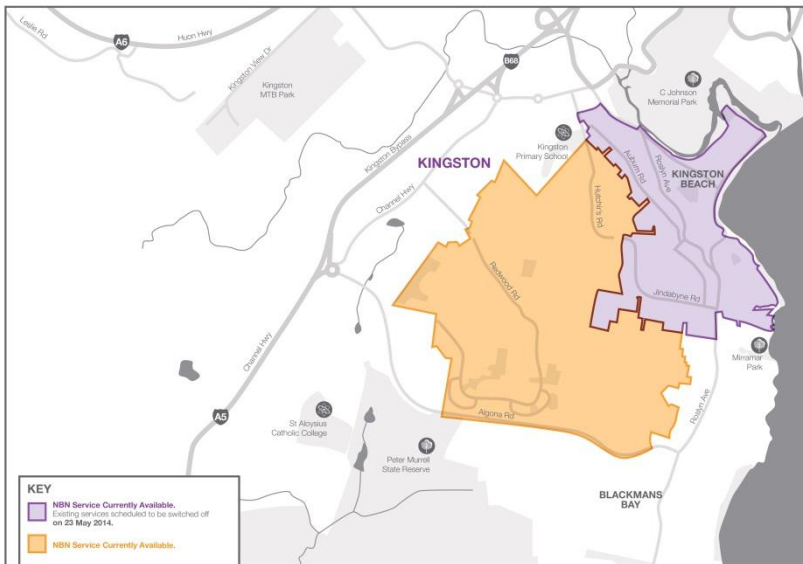 Leslie Rd
A6
Huon Hwy
Kingston View Dr
Kingston
MTB Park
B68
C Johnson
Memorial Park
Kingston Bypass
KINGSTON
Kingston
Primary School
Auburn Rd
Roslyn Ave
KINGSTON
BEACH
Channel Hwy
Hutchin's Rd
Redwood Rd
Jindabyne Rd
Channel Hwy
Mirramar
Park
A5
St Aloysius
Catholic College
Algona Rd
Roslyn Ave
Peter Murrell
State Reserve
BLACKMANS
BAY
KEY
NBN Service Currently Available.
Existing services scheduled to be switched off
on 23 May 2014.
NBN Service Currently Available.